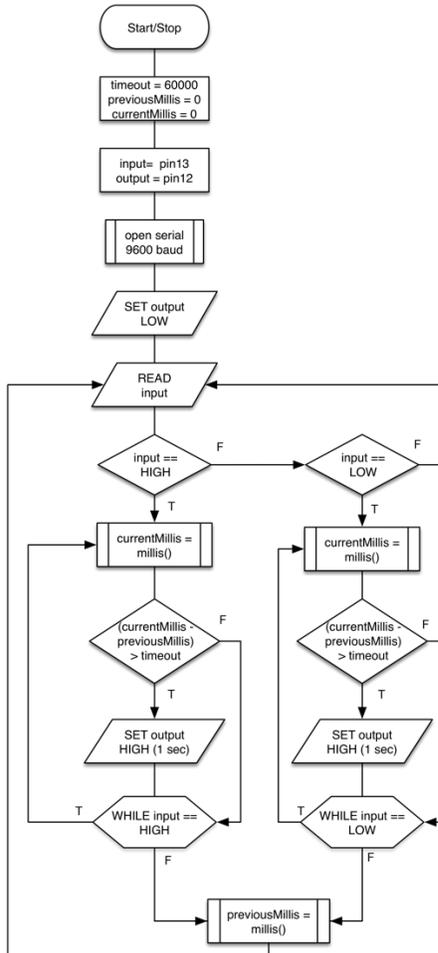 Start/Stop
timeout = 60000
previousMillis = 0
currentMillis = 0
input= pin13
output = pin12
open serial
9600 baud
SET output
LOW
READ
input
input ==
HIGH
F
T
input ==
LOW
F
T
currentMillis =
millis()
(currentMillis -
previousMillis)
> timeout
F
T
SET output
HIGH (1 sec)
WHILE input ==
HIGH
T
F
currentMillis =
millis()
(currentMillis -
previousMillis)
> timeout
F
T
SET output
HIGH (1 sec)
WHILE input ==
LOW
T
F
previousMillis =
millis()